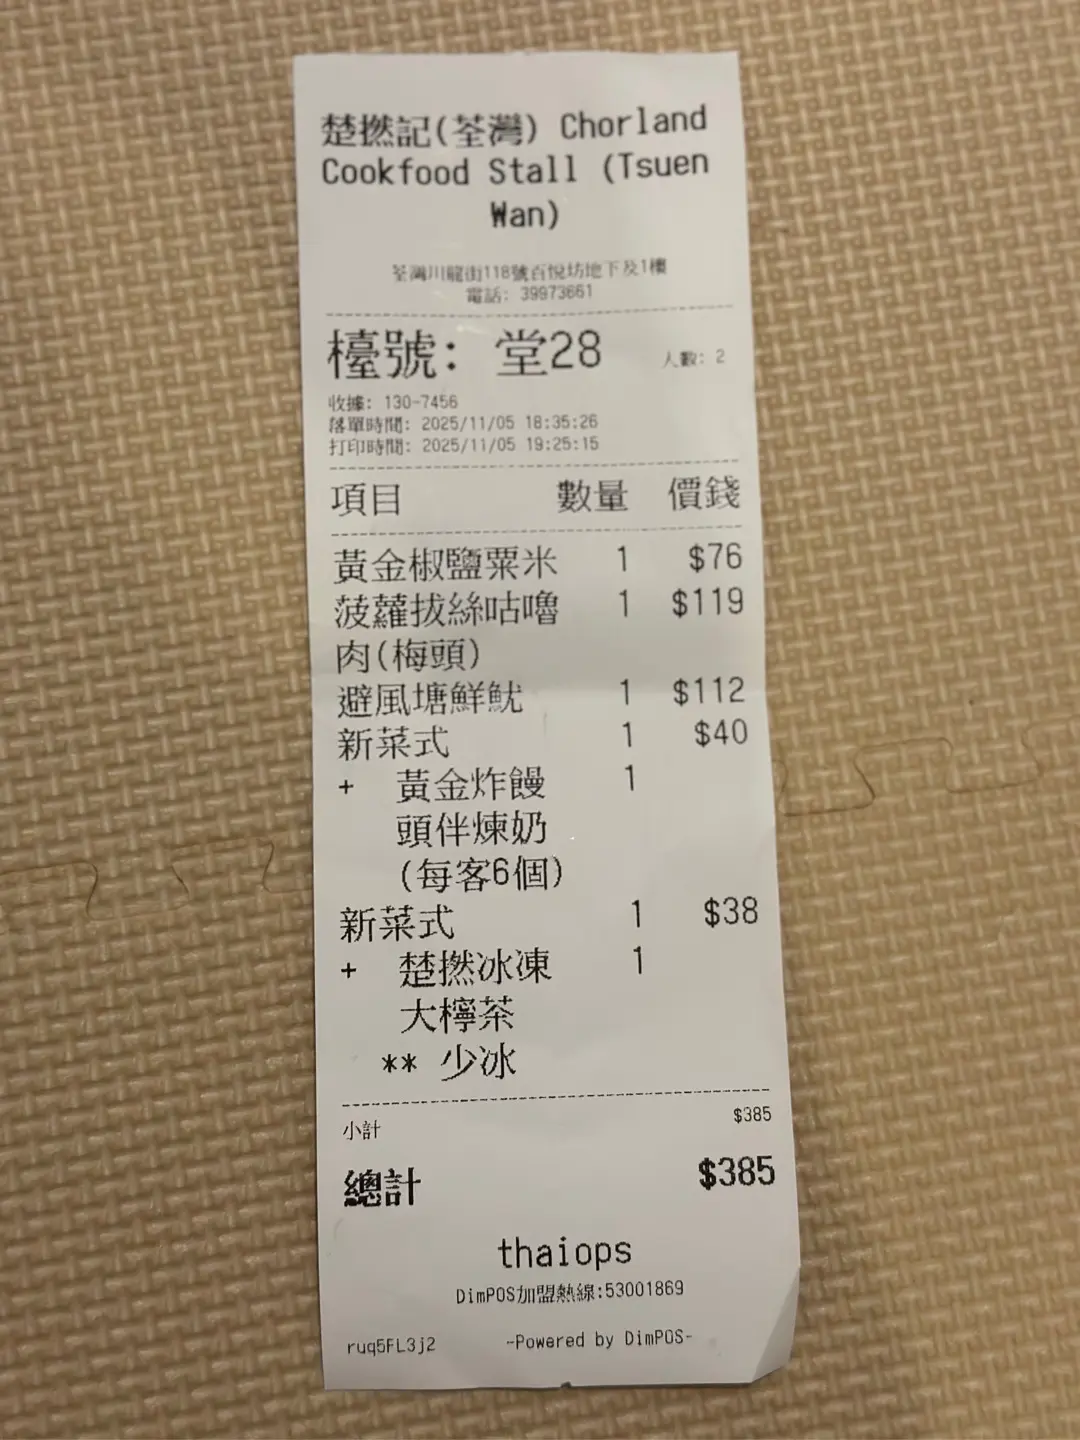 楚撚記(荃灣) Chorland
Cookfood Stall (Tsuen
Wan)
荃灣川龍街118號百悅坊地下及1樓
電話: 39973661
檯號: 堂28 人數: 2
收據: 130-7456
落單時間: 2025/11/05 18:35:26
打印時間: 2025/11/05 19:25:15
項目 數量 價錢
黃金椒鹽粟米 1 $76
菠蘿拔絲咕嚕 1 $119
肉(梅頭)
避風塘鮮魷 1 $112
新菜式 1 $40
+ 黃金炸饅 1
頭伴煉奶
(每客6個)
新菜式 1 $38
+ 楚撚冰凍 1
大檸茶
** 少冰
小計 $385
總計 $385
thaiops
DimPOS加盟熱線:53001869
ruq5FL3j2 -Powered by DimPOS-